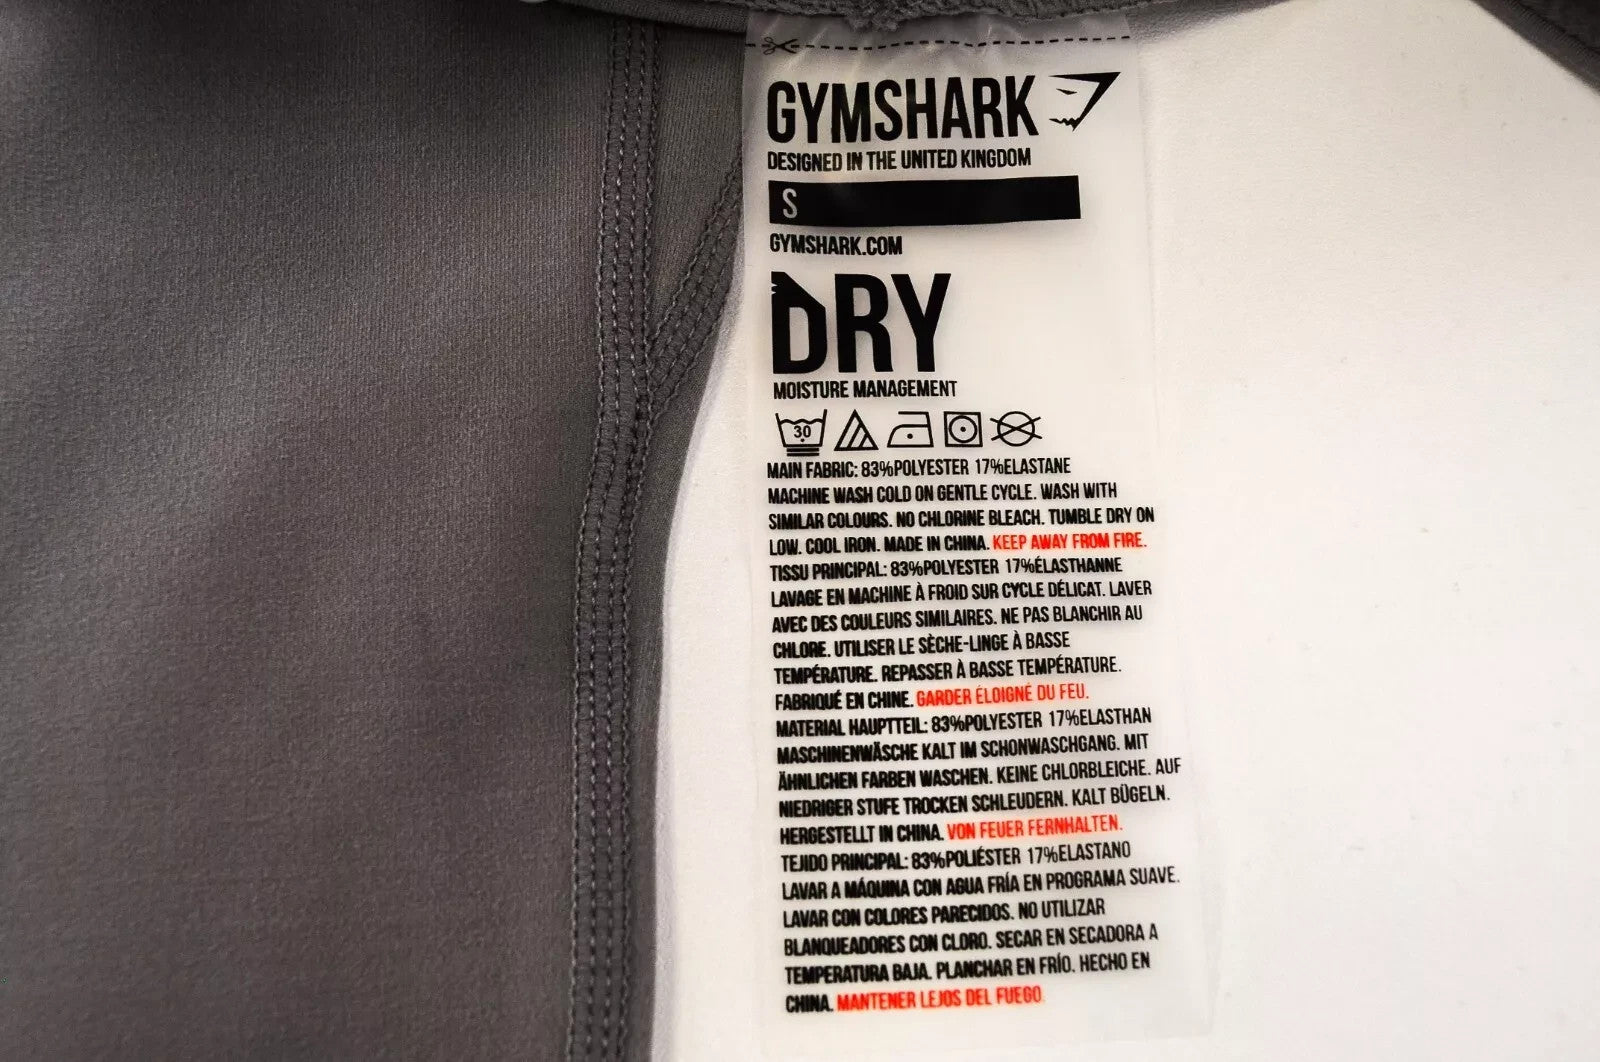 GYMSHARK
DESIGNED IN THE UNITED KINGDOM
S
GYMSHARK.COM
DRY
MOISTURE MANAGEMENT
30
MAIN FABRIC: 83%POLYESTER 17%ELASTANE
MACHINE WASH COLD ON GENTLE CYCLE. WASH WITH
SIMILAR COLOURS. NO CHLORINE BLEACH. TUMBLE DRY ON
LOW. COOL IRON. MADE IN CHINA. KEEP AWAY FROM FIRE.
TISSU PRINCIPAL: 83%POLYESTER 17%ÉLASTHANNE
LAVAGE EN MACHINE À FROID SUR CYCLE DÉLICAT. LAVER
AVEC DES COULEURS SIMILAIRES. NE PAS BLANCHIR AU
CHLORE. UTILISER LE SÈCHE-LINGE À BASSE
TEMPÉRATURE. REPASSER À BASSE TEMPÉRATURE.
FABRIQUÉ EN CHINE. GARDER ÉLOIGNÉ DU FEU.
MATERIAL HAUPTTEIL: 83%POLYESTER 17%ELASTHAN
MASCHINENWÄSCHE KALT IM SCHONWASCHGANG. MIT
ÄHNLICHEN FARBEN WASCHEN. KEINE CHLORBLEICHE. AUF
NIEDRIGER STUFE TROCKEN SCHLEUDERN. KALT BÜGELN.
HERGESTELLT IN CHINA. VON FEUER FERNHALTEN.
TEJIDO PRINCIPAL: 83%POLIÉSTER 17%ELASTANO
LAVAR A MÁQUINA CON AGUA FRÍA EN PROGRAMA SUAVE.
LAVAR CON COLORES PARECIDOS. NO UTILIZAR
BLANQUEADORES CON CLORO. SECAR EN SECADORA A
TEMPERATURA BAJA. PLANCHAR EN FRÍO. HECHO EN
CHINA. MANTENER LEJOS DEL FUEGO.